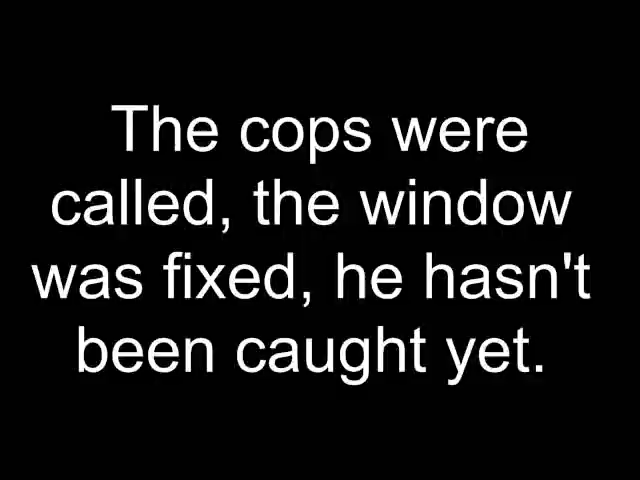 The cops were
called, the window
was fixed, he hasn't
been caught yet.